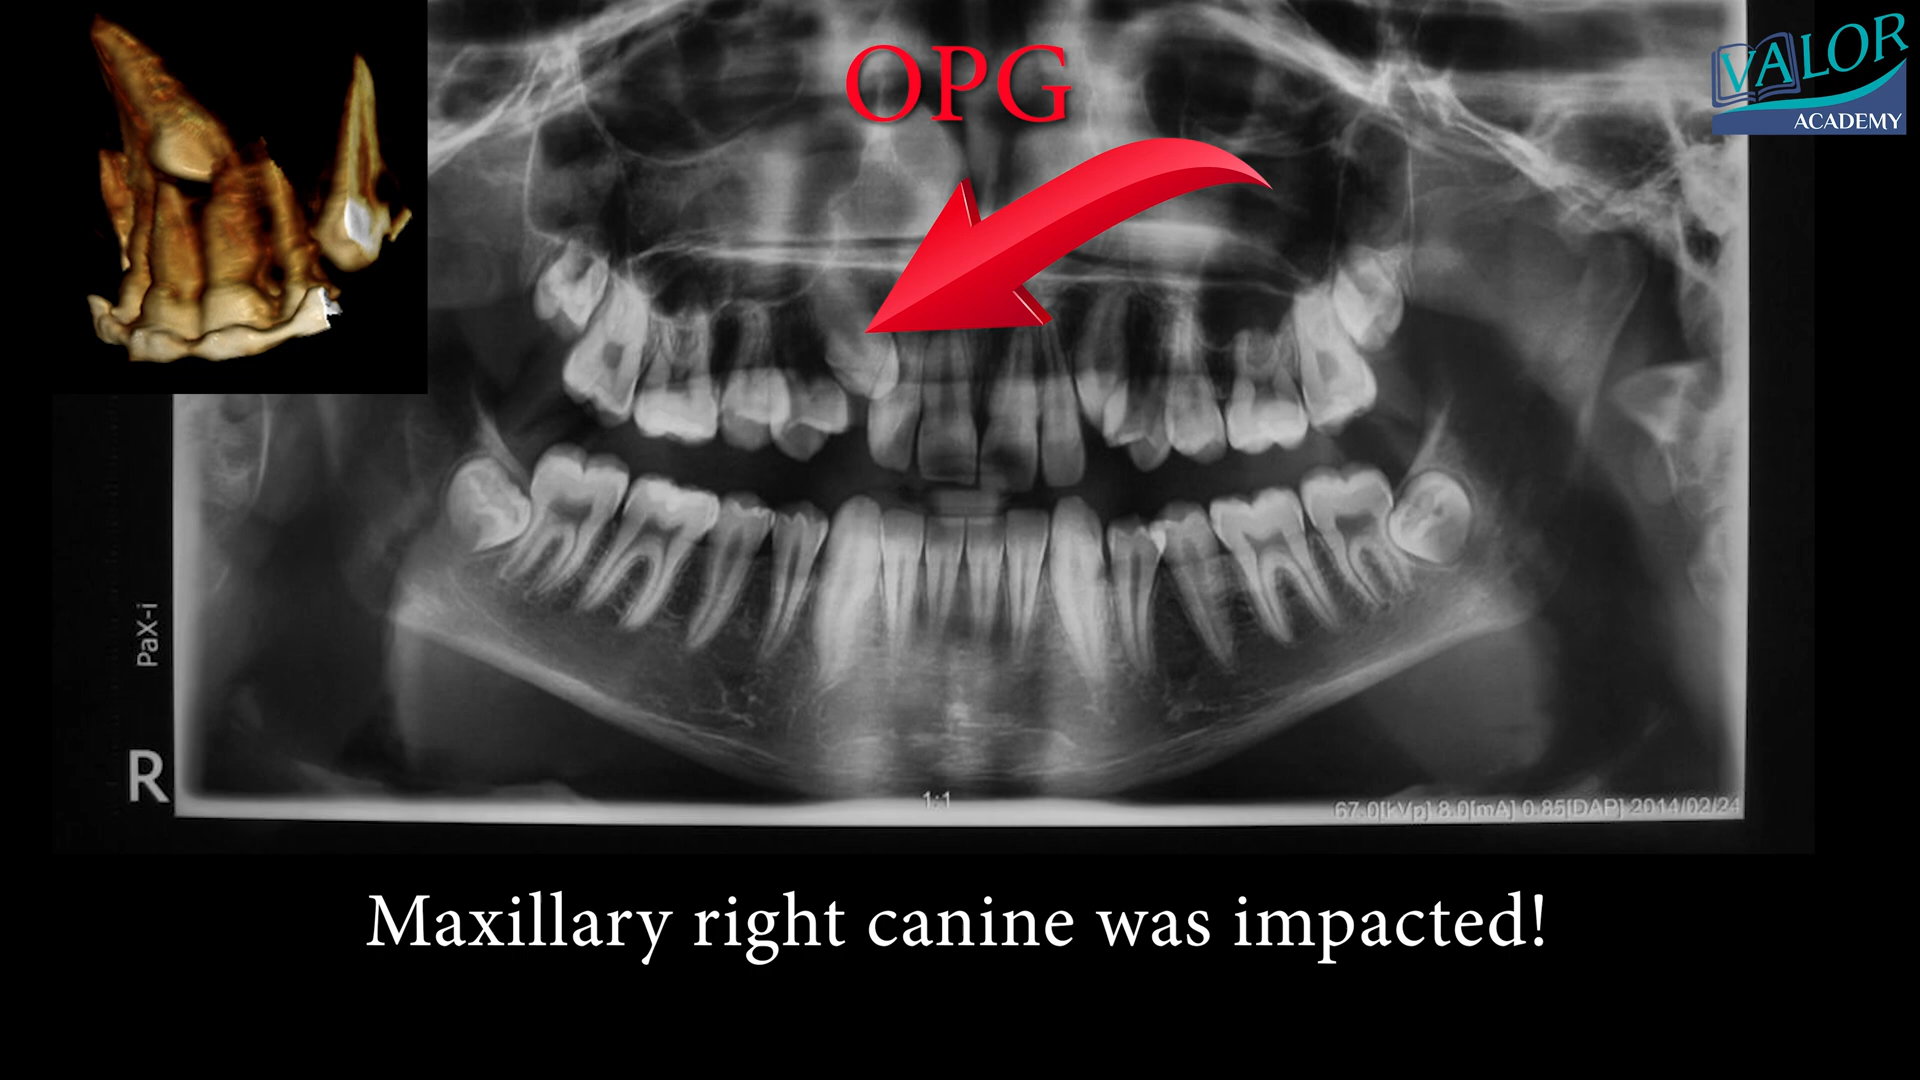 OPG
VALOR
ACADEMY
PaX-i
R
1:1
67.0[kVp] 8.0[mA] 0.85[DAP] 2014/02/24
Maxillary right canine was impacted!